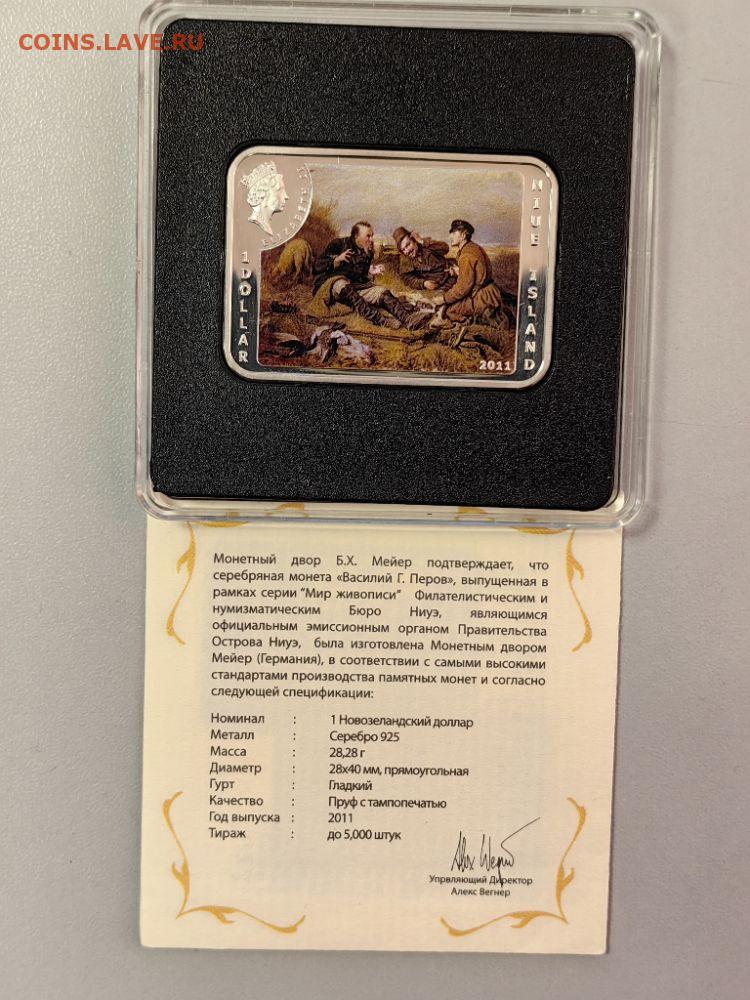 COINS.LAVE.RU
ELIZABETH II
1 DOLLAR
NIUE ISLAND
2011
Монетный двор Б.Х. Мейер подтверждает, что
серебряная монета «Василий Г. Перов», выпущенная в
рамках серии "Мир живописи" Филателистическим и
нумизматическим Бюро Ниуэ, являющимся
официальным эмиссионным органом Правительства
Острова Ниуэ, была изготовлена Монетным двором
Мейер (Германия), в соответствии с самыми высокими
стандартами производства памятных монет и согласно
следующей спецификации:
Номинал : 1 Новозеландский доллар
Металл : Серебро 925
Масса : 28,28 г
Диаметр : 28x40 мм, прямоугольная
Гурт : Гладкий
Качество : Пруф с тампопечатью
Год выпуска : 2011
Тираж : до 5,000 штук
Упрвляющий Директор
Алекс Вегнер